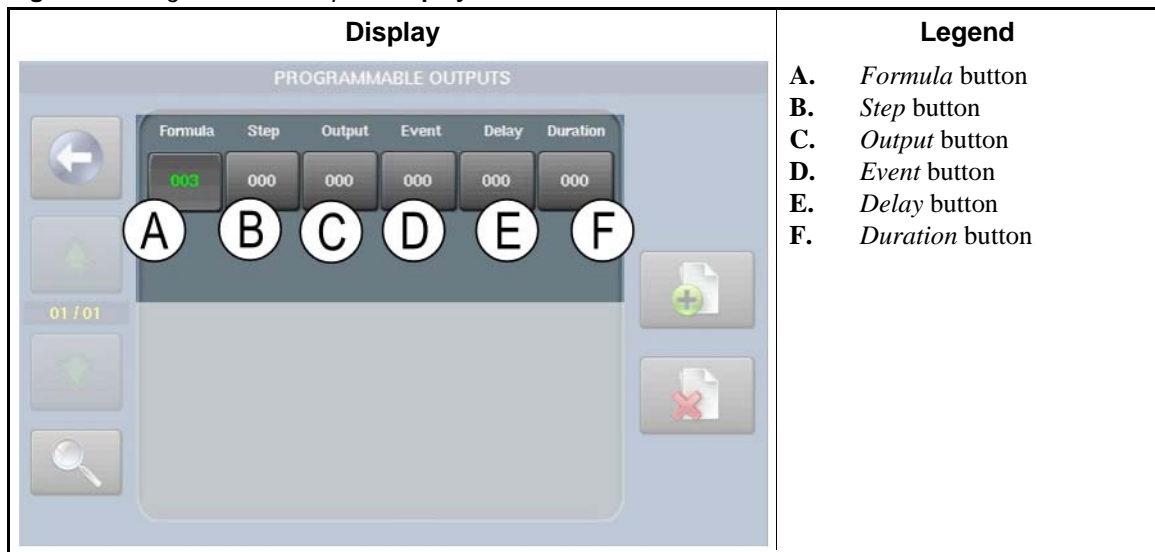 Display
Legend
PROGRAMMABLE OUTPUTS
Formula Step Output Event Delay Duration
003 000 000 000 000 000
A B C D E F
01 / 01
A. Formula button
B. Step button
C. Output button
D. Event button
E. Delay button
F. Duration button